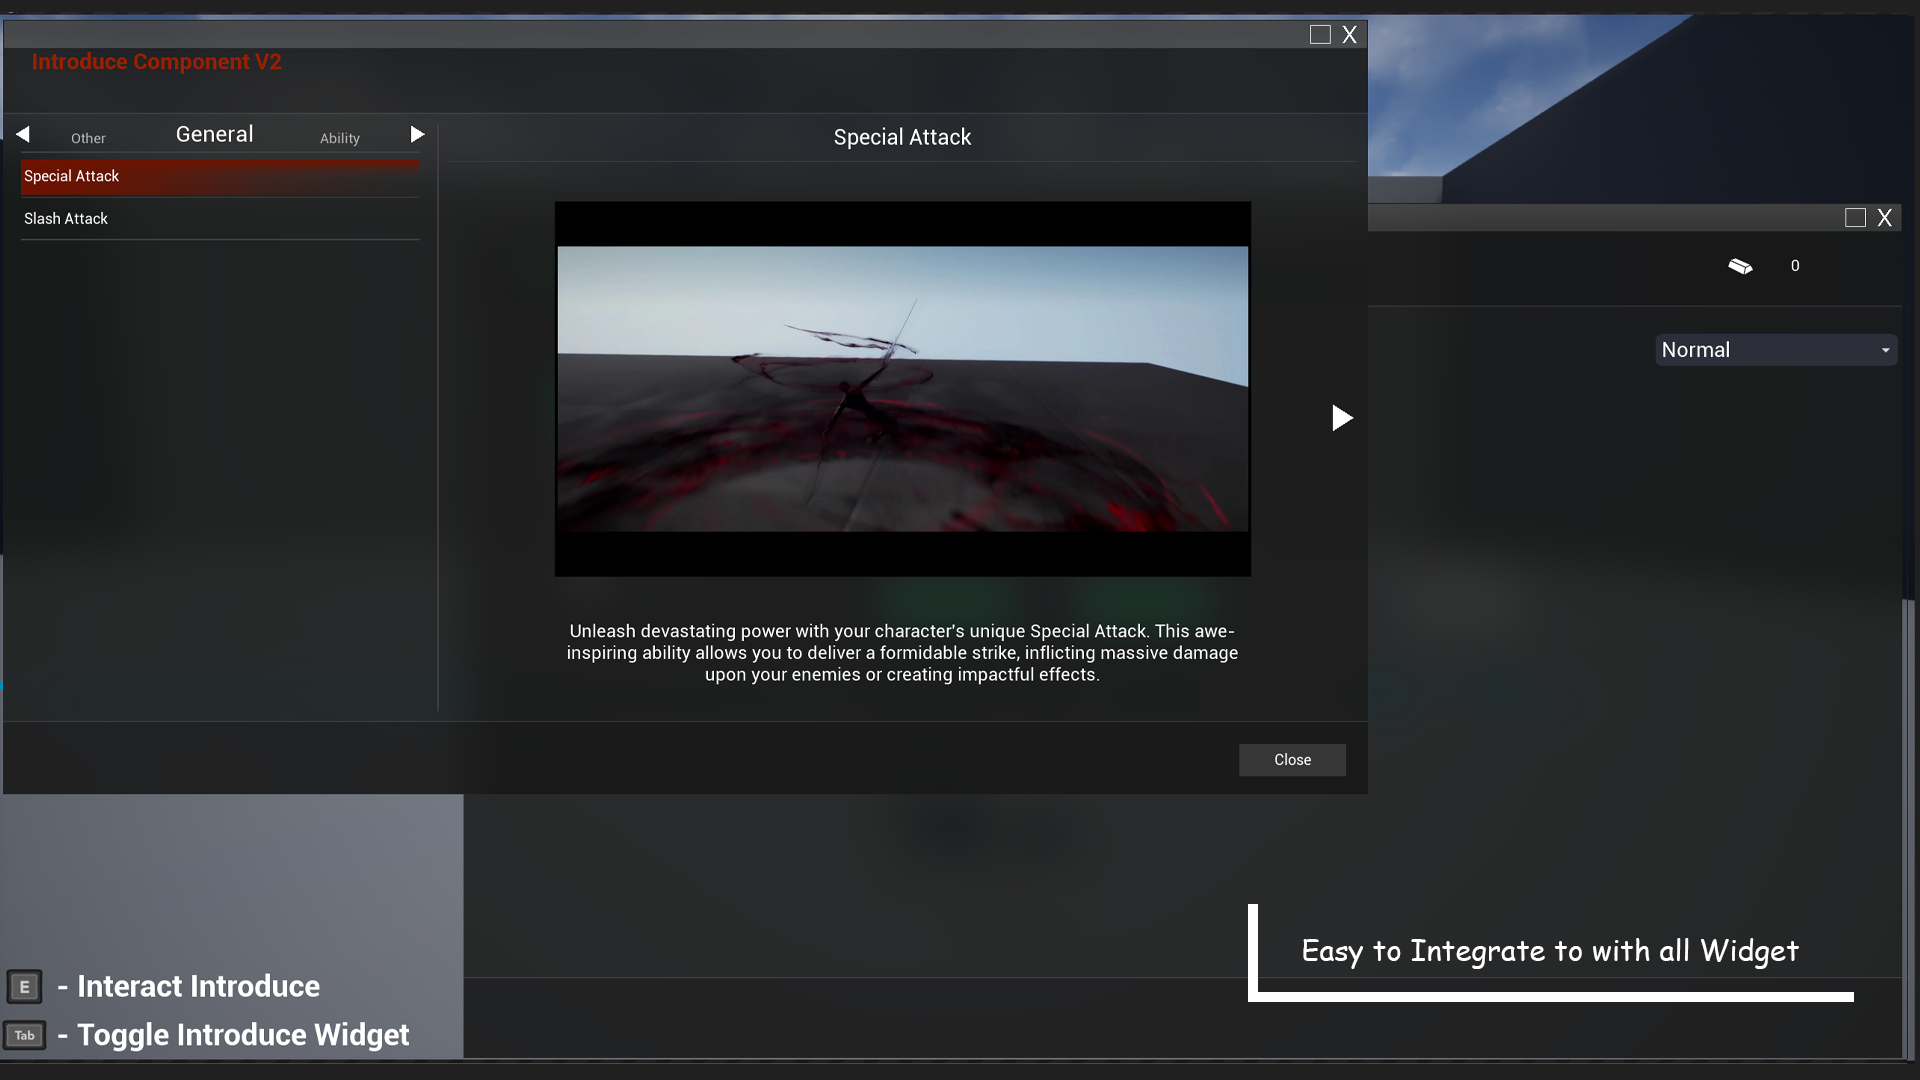 X
Introduce Component V2
Other
General
Ability
Special Attack
Slash Attack
Special Attack
Unleash devastating power with your character's unique Special Attack. This awe-
inspiring ability allows you to deliver a formidable strike, inflicting massive damage
upon your enemies or creating impactful effects.
Close
X
0
Normal
Easy to Integrate to with all Widget
E - Interact Introduce
Tab - Toggle Introduce Widget